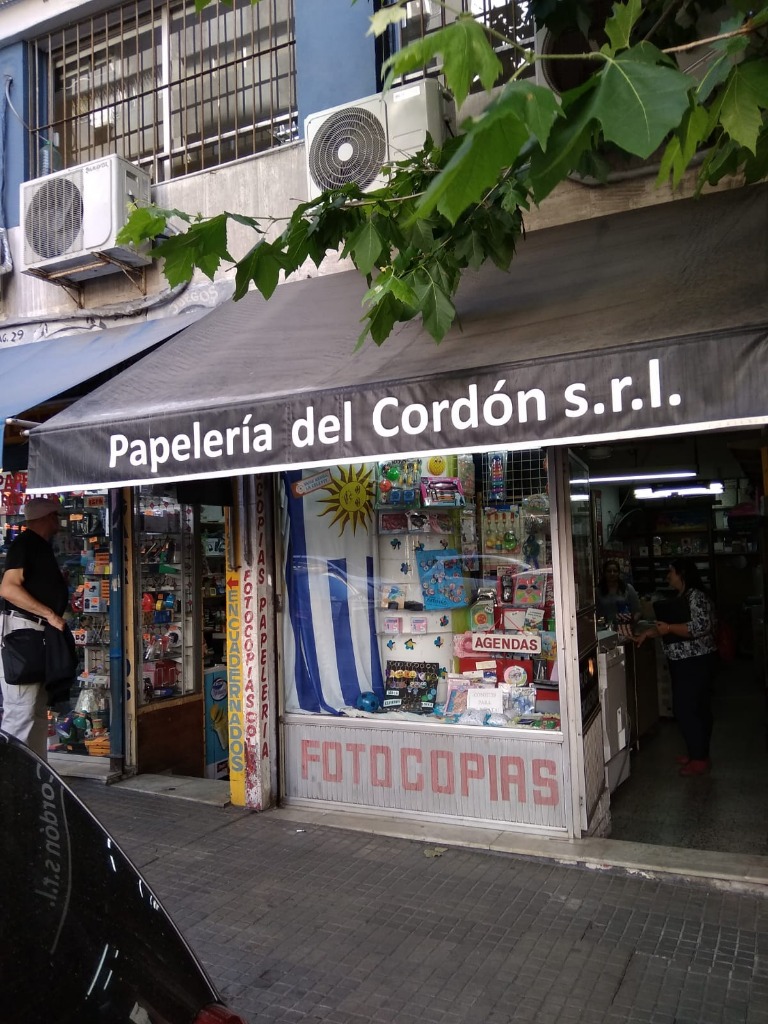 Papelería del Cordón s.r.l.
COPIAS PAPELERIA
FOTOCOPIAS
ENCUADERNADOS
AGENDAS
FOTOCOPIAS
Cordón s.r.l.